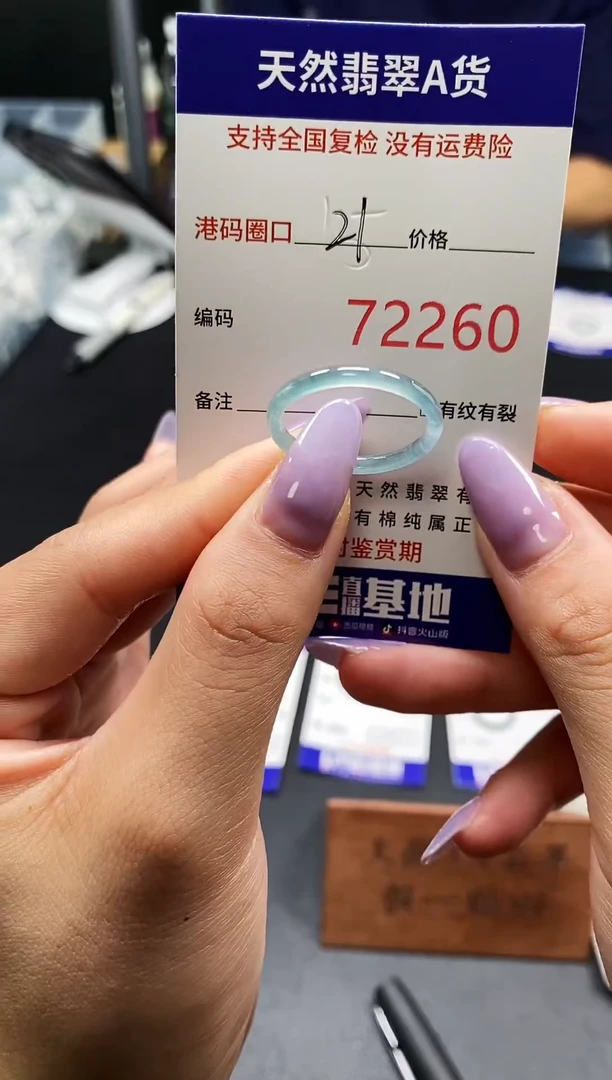 天然翡翠A货
支持全国复检 没有运费险
港码圈口 21 价格
编码 72260
备注 有纹有裂
天然翡翠有
有棉纯属正
鉴赏期
直播基地
抖音火山版